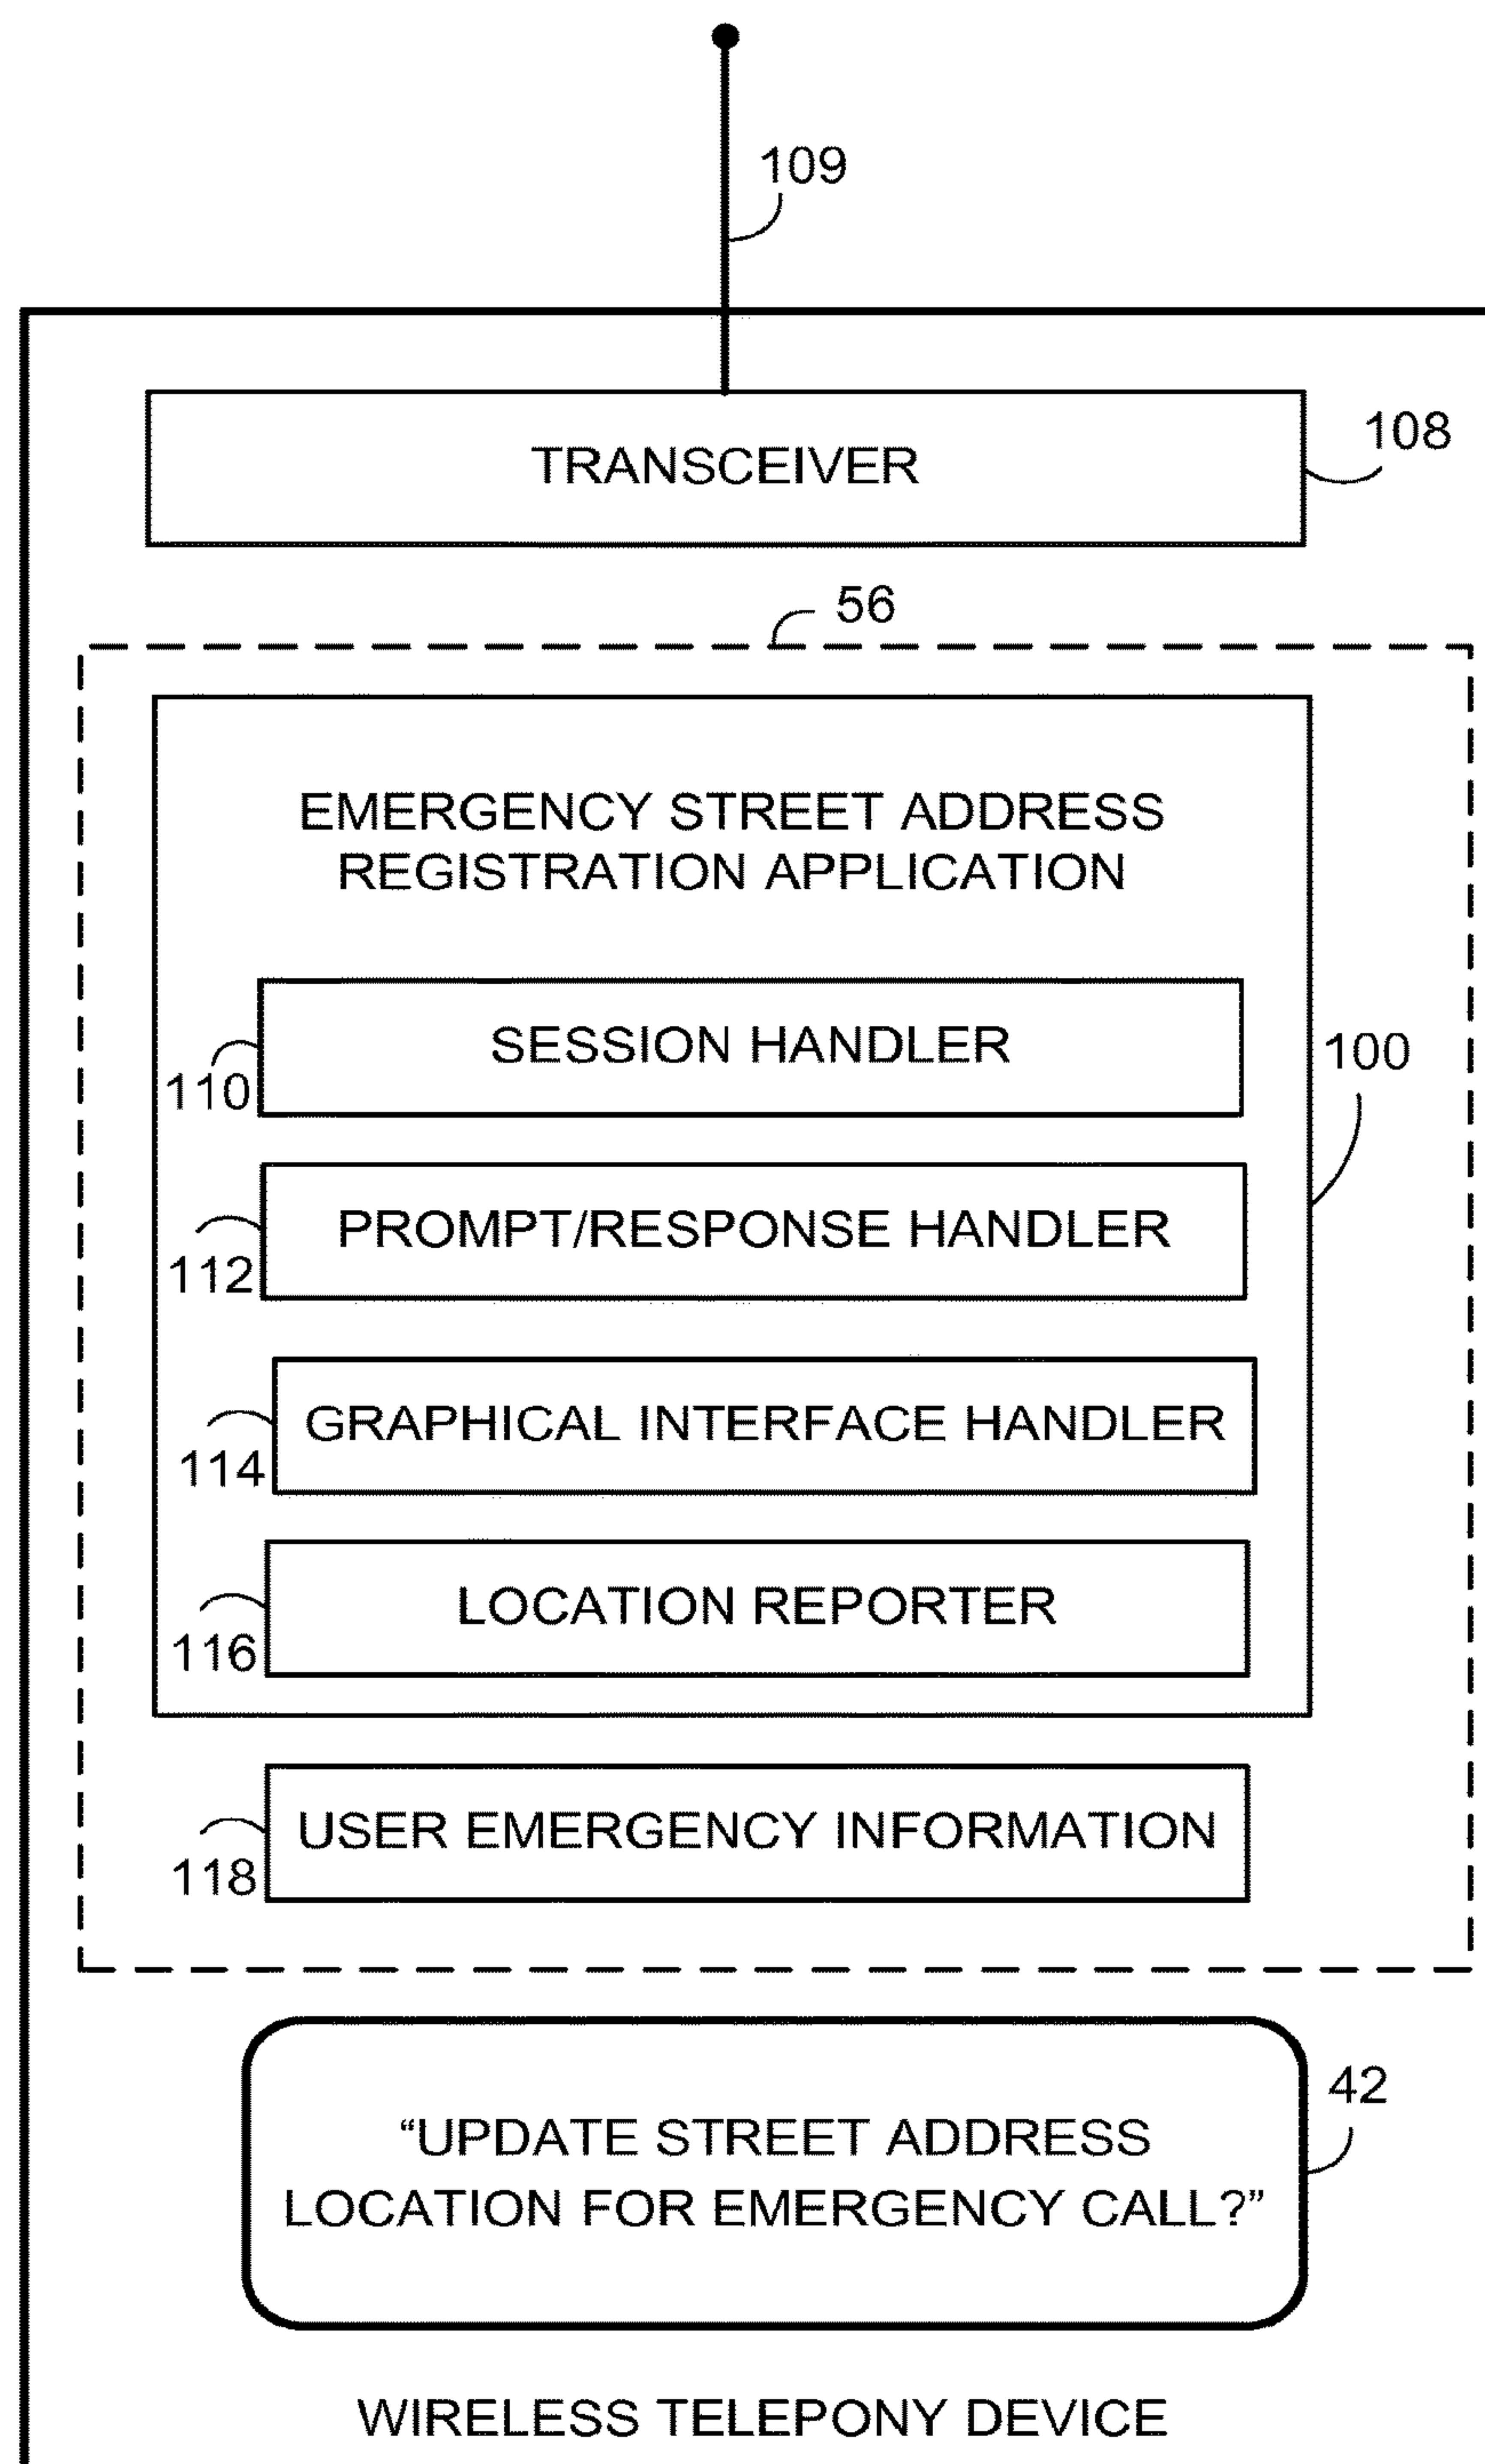 109
TRANSCEIVER
108
56
EMERGENCY STREET ADDRESS
REGISTRATION APPLICATION
SESSION HANDLER
110
100
PROMPT/RESPONSE HANDLER
112
GRAPHICAL INTERFACE HANDLER
114
LOCATION REPORTER
116
USER EMERGENCY INFORMATION
118
42
“UPDATE STREET ADDRESS
LOCATION FOR EMERGENCY CALL?”
WIRELESS TELEPONY DEVICE